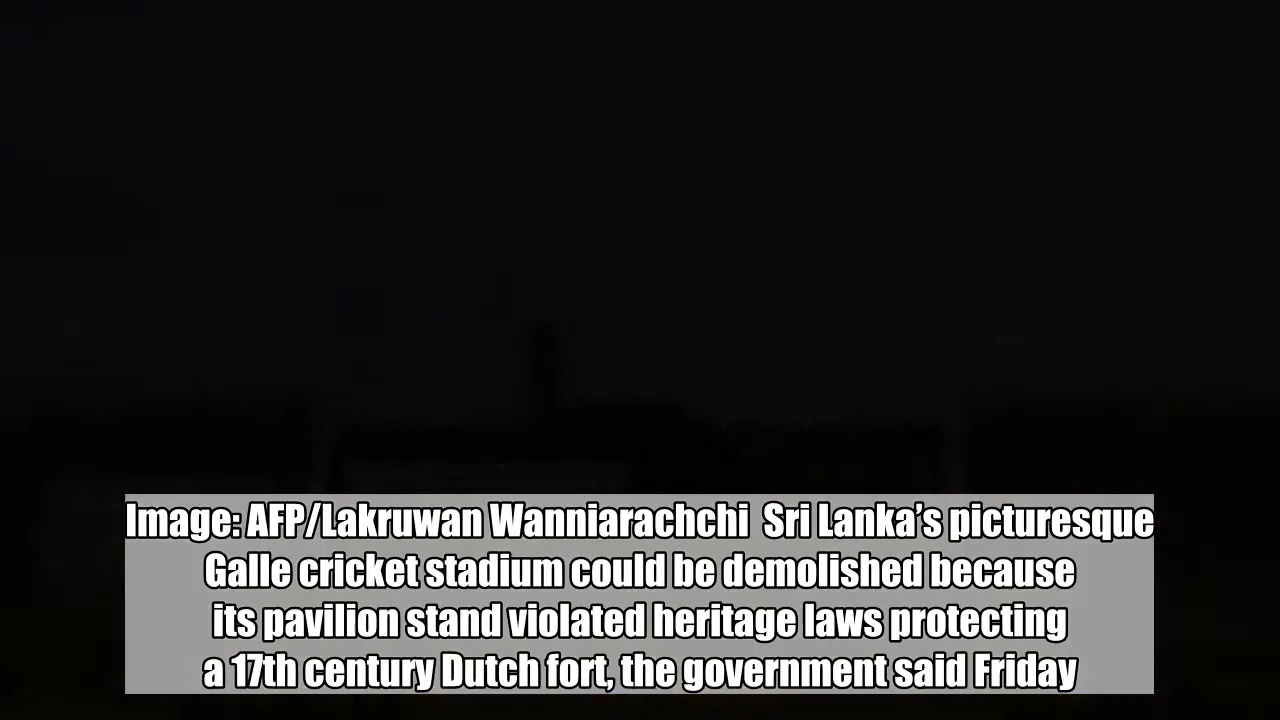 Image: AFP/Lakruwan Wanniarachchi  Sri Lanka’s picturesque
Galle cricket stadium could be demolished because
its pavilion stand violated heritage laws protecting
a 17th century Dutch fort, the government said Friday